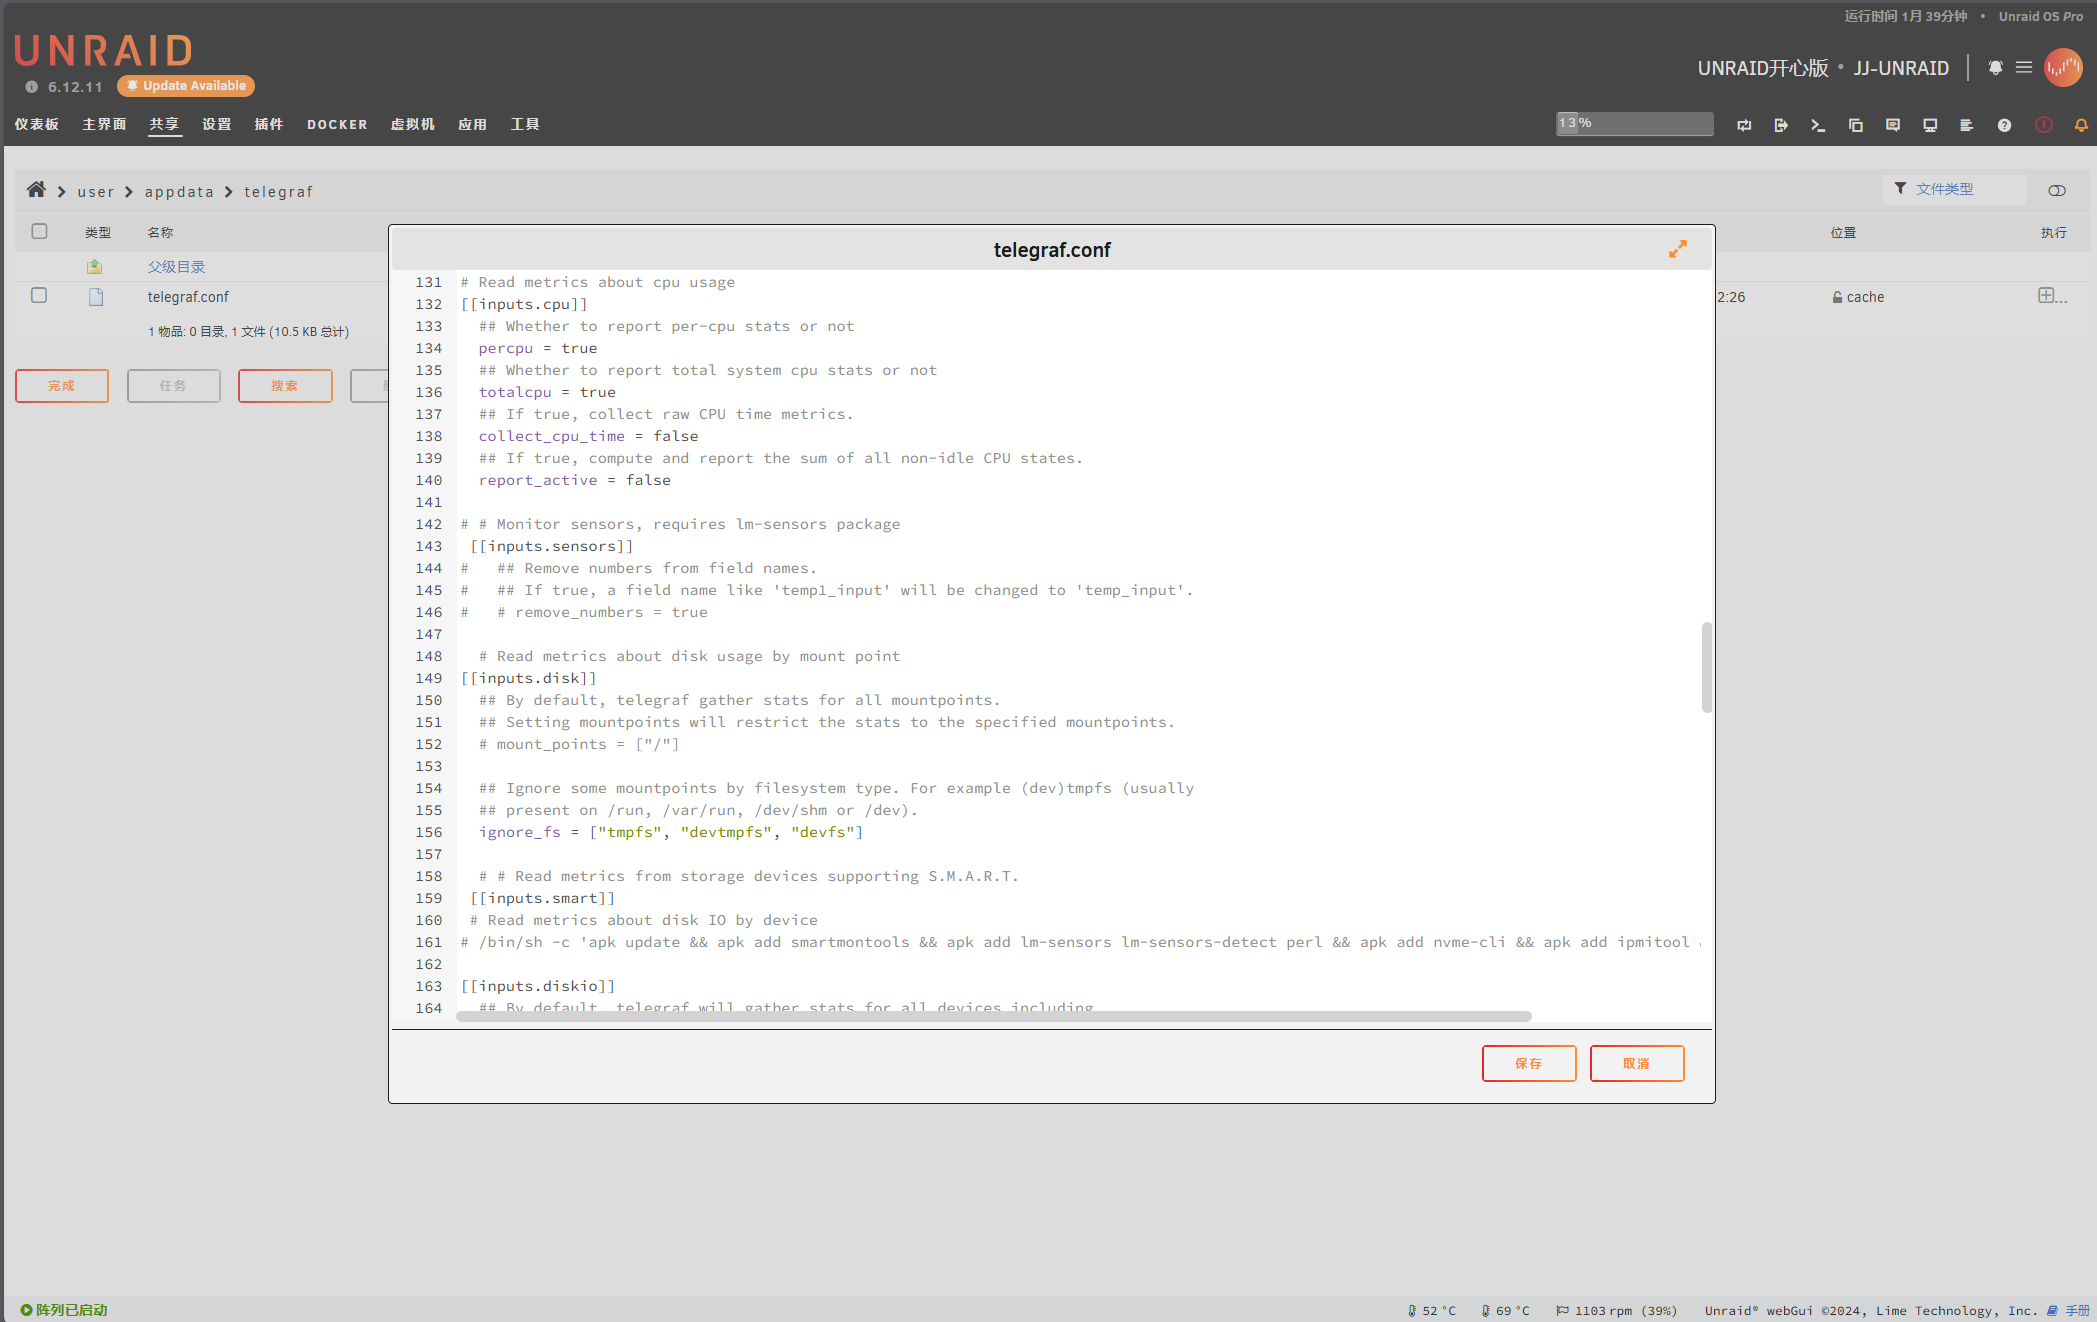 运行时间 1月 39分钟 • Unraid OS Pro
UNRAID
6.12.11 Update Available
UNRAID开心版 • JJ-UNRAID
仪表板 主界面 共享 设置 插件 DOCKER 虚拟机 应用 工具
13%
user appdata telegraf
文件类型
类型 名称 位置 执行
父级目录
telegraf.conf 2:26 cache ...
1 物品: 0 目录, 1 文件 (10.5 KB 总计)
完成 任务 搜索
telegraf.conf
131 # Read metrics about cpu usage
132 [[inputs.cpu]]
133 ## Whether to report per-cpu stats or not
134 percpu = true
135 ## Whether to report total system cpu stats or not
136 totalcpu = true
137 ## If true, collect raw CPU time metrics.
138 collect_cpu_time = false
139 ## If true, compute and report the sum of all non-idle CPU states.
140 report_active = false
141
142 # # Monitor sensors, requires lm-sensors package
143 [[inputs.sensors]]
144 # ## Remove numbers from field names.
145 # ## If true, a field name like 'temp1_input' will be changed to 'temp_input'.
146 # # remove_numbers = true
147
148 # Read metrics about disk usage by mount point
149 [[inputs.disk]]
150 ## By default, telegraf gather stats for all mountpoints.
151 ## Setting mountpoints will restrict the stats to the specified mountpoints.
152 # mount_points = ["/"]
153
154 ## Ignore some mountpoints by filesystem type. For example (dev)tmpfs (usually
155 ## present on /run, /var/run, /dev/shm or /dev).
156 ignore_fs = ["tmpfs", "devtmpfs", "devfs"]
157
158 # # Read metrics from storage devices supporting S.M.A.R.T.
159 [[inputs.smart]]
160 # Read metrics about disk IO by device
161 # /bin/sh -c 'apk update && apk add smartmontools && apk add lm-sensors lm-sensors-detect perl && apk add nvme-cli && apk add ipmitool
162
163 [[inputs.diskio]]
164 ## By default, telegraf will gather stats for all devices including
保存 取消
阵列已启动
52 °C 69 °C 1103 rpm (39%) Unraid® webGui ©2024, Lime Technology, Inc. 手册